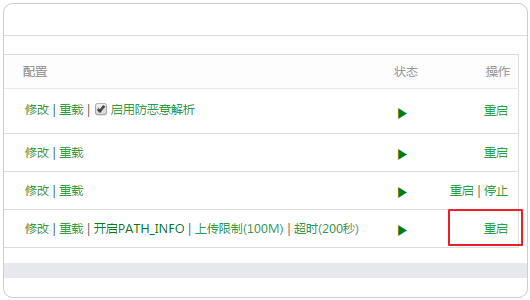 配置 状态 操作
修改 | 重载 | 启用防恶意解析 重启
修改 | 重载 重启
修改 | 重载 重启 | 停止
修改 | 重载 | 开启PATH_INFO | 上传限制(100M) | 超时(200秒) 重启